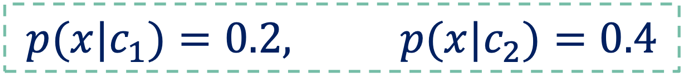 p(x|c₁) = 0.2, p(x|c₂) = 0.4